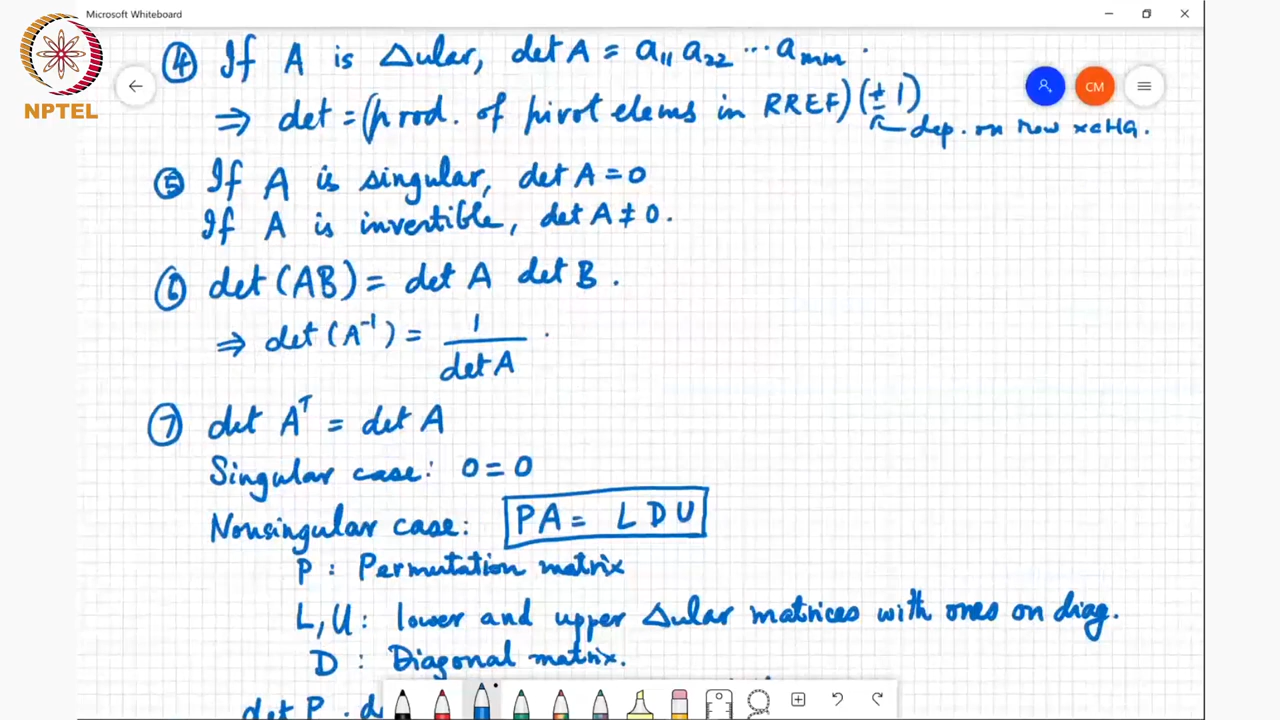 Microsoft Whiteboard
NPTEL
CM
④ If A is Δular, det A = a₁₁ a₂₂ ... aₘₘ .
⇒ det = (prod. of pivot elems in RREF) (± 1)
dep. on row xcHG.
⑤ If A is singular, det A = 0
If A is invertible, det A ≠ 0.
⑥ det (AB) = det A det B .
⇒ det (A⁻¹) = 1 / det A .
⑦ det Aᵀ = det A
Singular case: 0 = 0
Nonsingular case: PA = L D U
P : Permutation matrix
L, U : lower and upper Δular matrices with ones on diag.
D : Diagonal matrix.
det P .